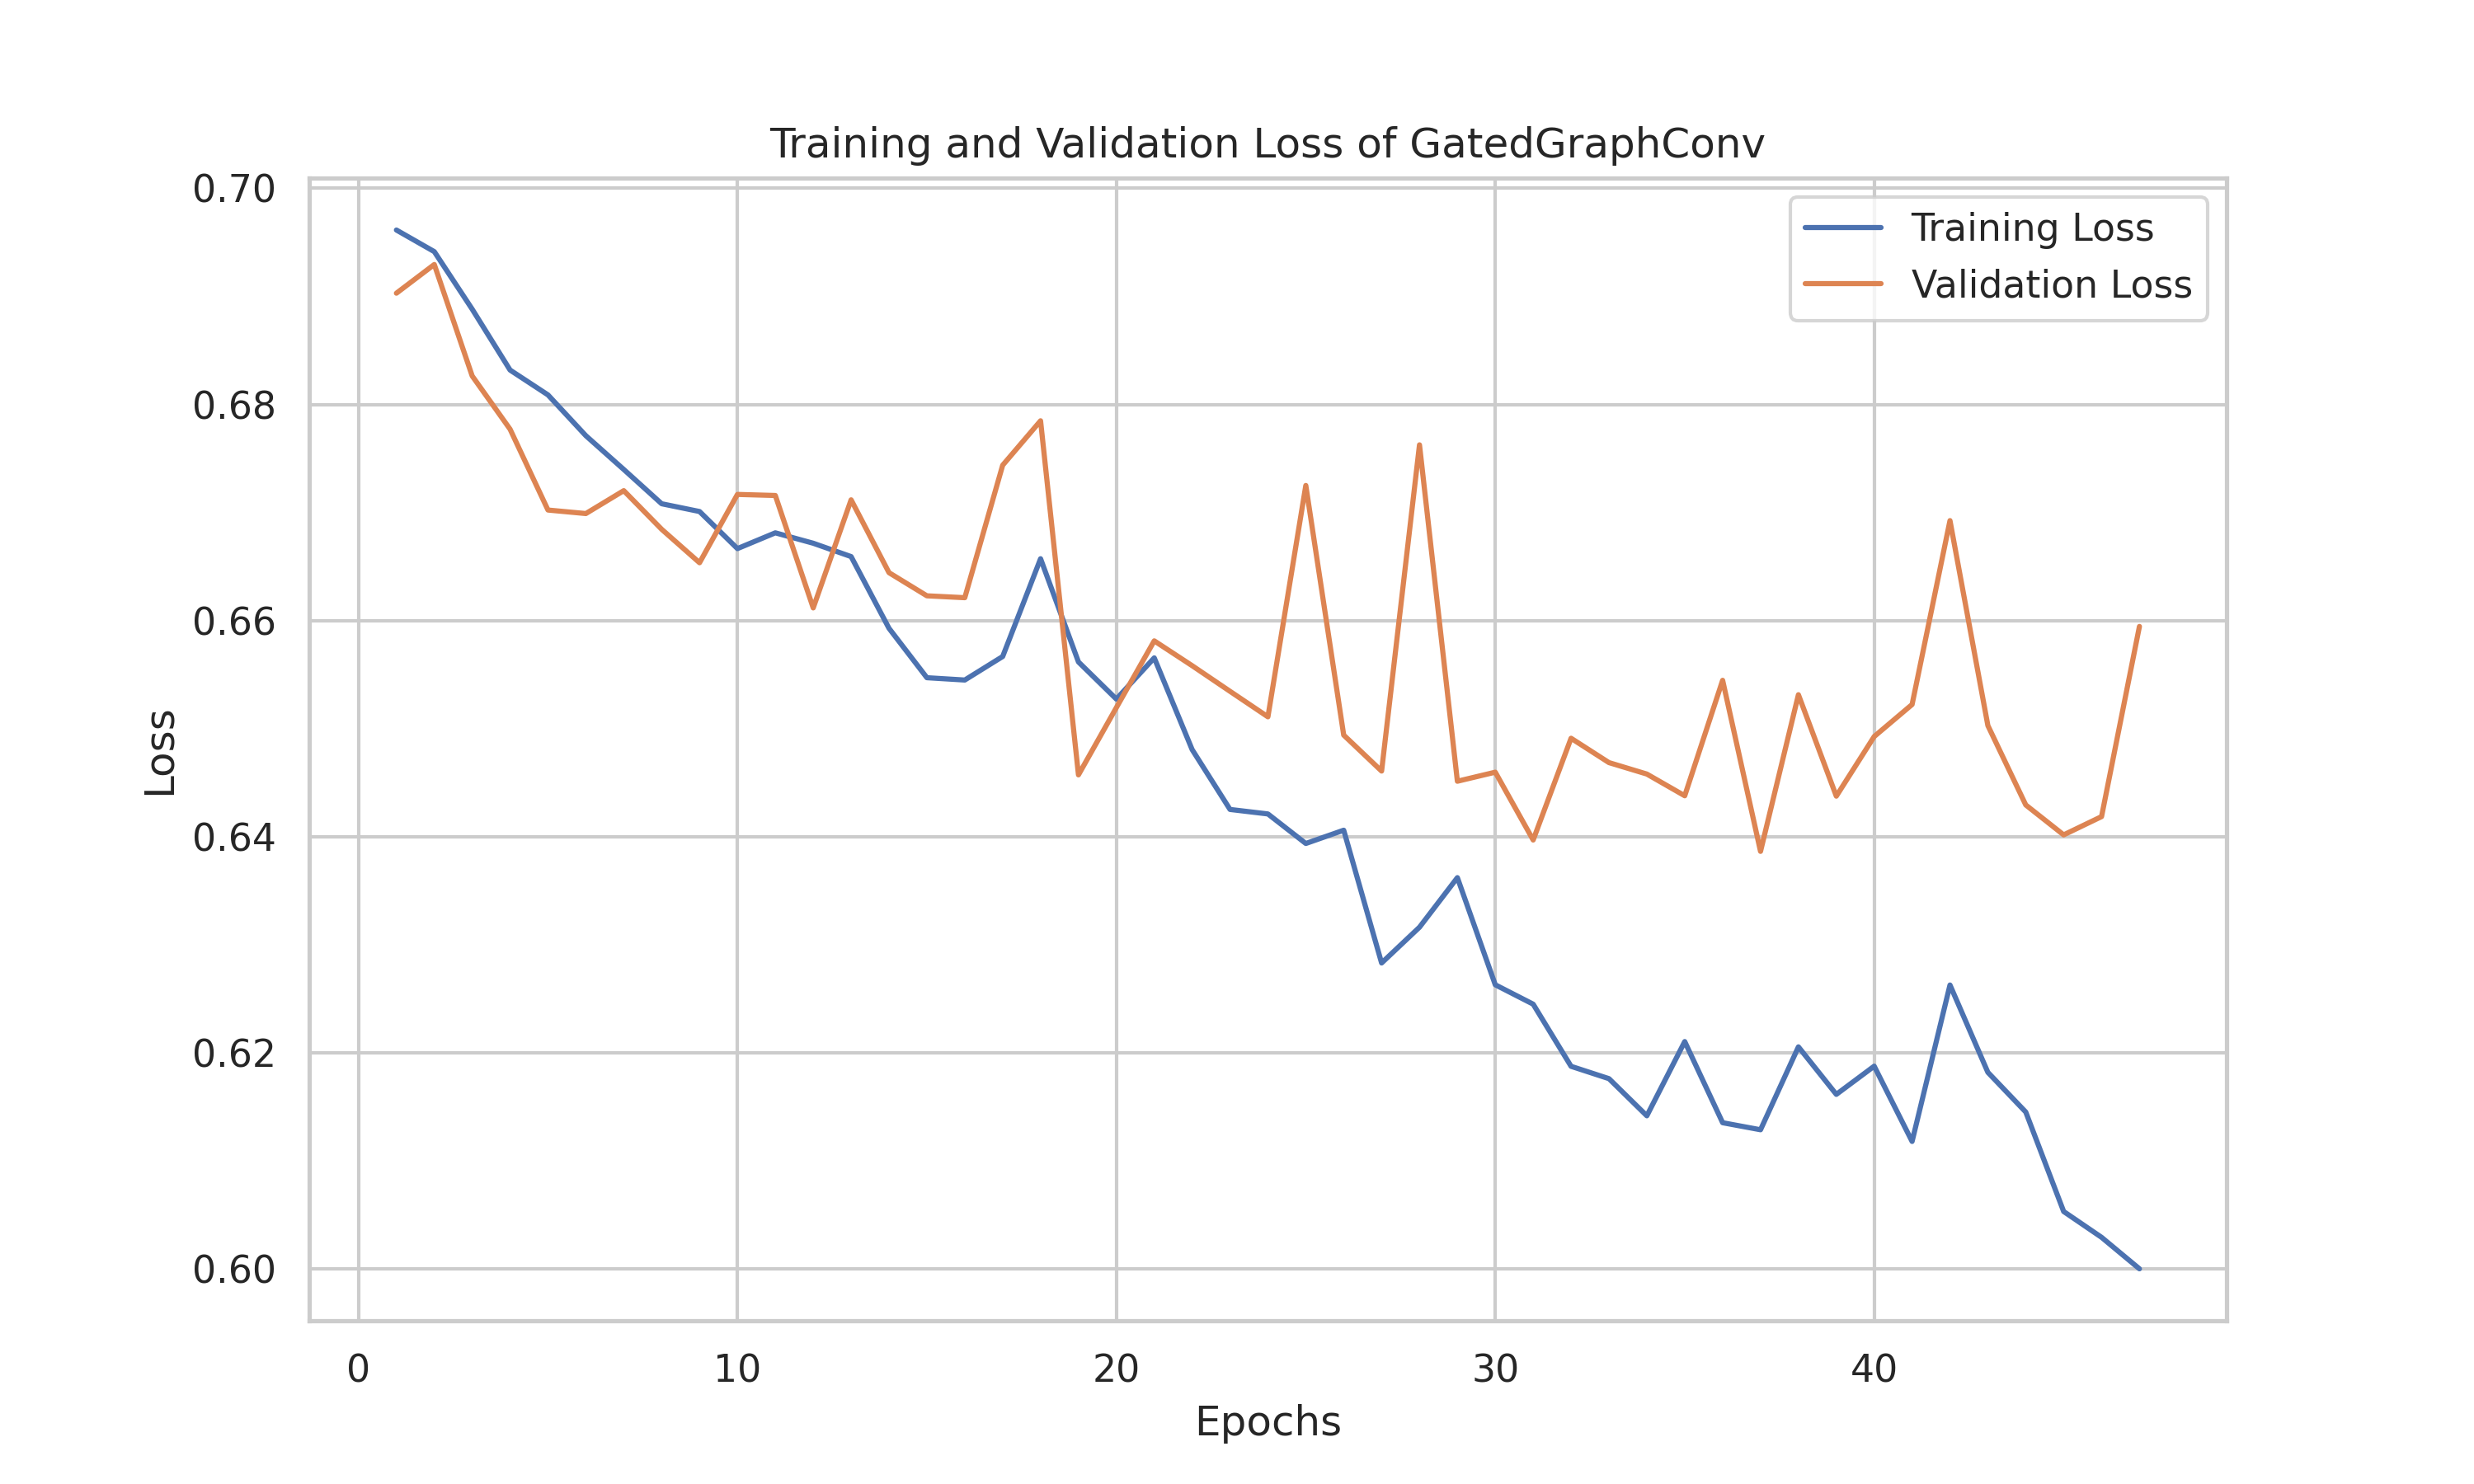 Training and Validation Loss of GatedGraphConv
Training Loss
Validation Loss
0.70
0.68
0.66
0.64
0.62
0.60
Loss
0
10
20
30
40
Epochs